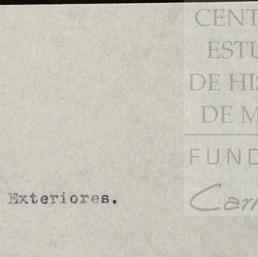 CENT
ESTU
DE HIS
DE M
FUND
Carr
Exteriores.